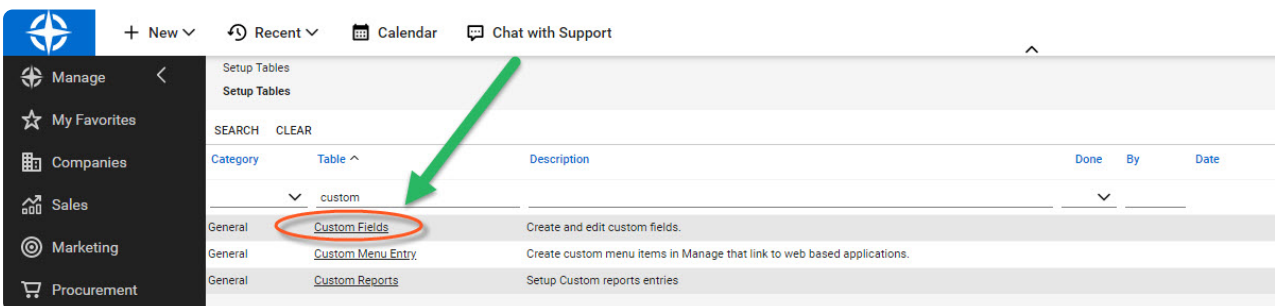 New Recent Calendar Chat with Support
Manage
My Favorites
Companies
Sales
Marketing
Procurement
Setup Tables
Setup Tables
SEARCH CLEAR
Category Table Description Done By Date
custom
General Custom Fields Create and edit custom fields.
General Custom Menu Entry Create custom menu items in Manage that link to web based applications.
General Custom Reports Setup Custom reports entries